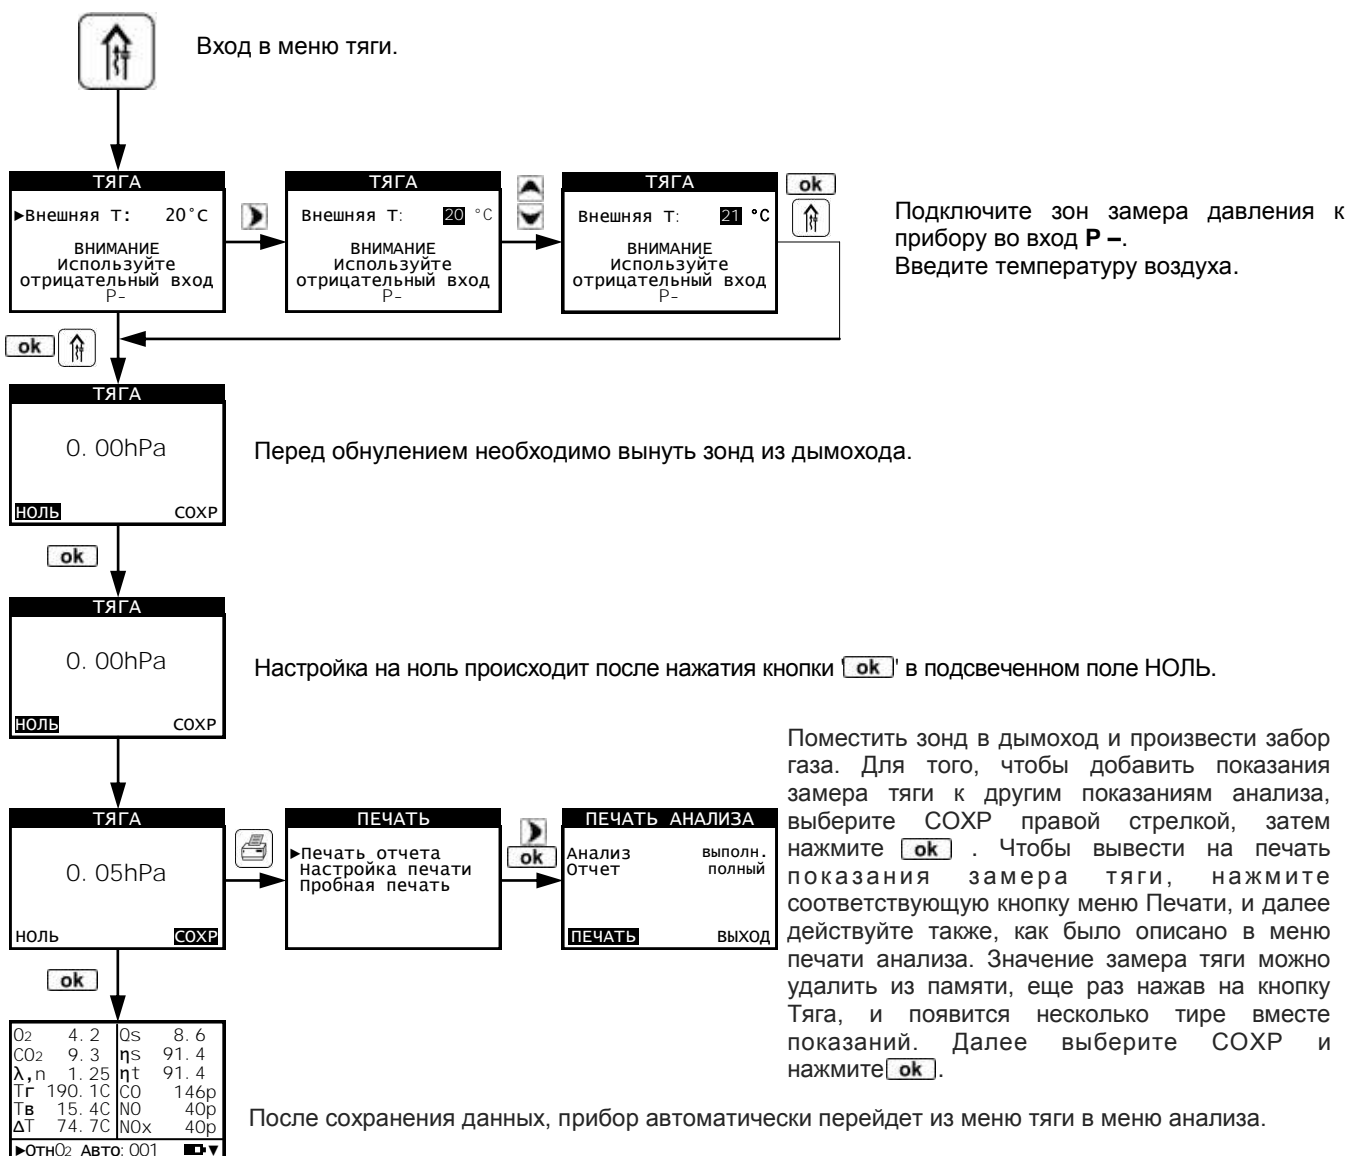 Вход в меню тяги.
ТЯГА
►Внешняя Т: 20°C
ВНИМАНИЕ
Используйте
отрицательный вход
P-
ТЯГА
Внешняя Т: 20 °C
ВНИМАНИЕ
Используйте
отрицательный вход
P-
ТЯГА
Внешняя Т: 21 °C
ВНИМАНИЕ
Используйте
отрицательный вход
P-
ok
Подключите зон замера давления к
прибору во вход P –.
Введите температуру воздуха.
ok
ТЯГА
0.00hPa
НОЛЬ СОХР
Перед обнулением необходимо вынуть зонд из дымохода.
ok
ТЯГА
0.00hPa
НОЛЬ СОХР
Настройка на ноль происходит после нажатия кнопки 'ok' в подсвеченном поле НОЛЬ.
ТЯГА
0.05hPa
НОЛЬ СОХР
ПЕЧАТЬ
►Печать отчета
Настройка печати
Пробная печать
ok
ПЕЧАТЬ АНАЛИЗА
Анализ выполн.
Отчет полный
ПЕЧАТЬ ВЫХОД
Поместить зонд в дымоход и произвести забор
газа. Для того, чтобы добавить показания
замера тяги к другим показаниям анализа,
выберите СОХР правой стрелкой, затем
нажмите ok . Чтобы вывести на печать
показания замера тяги, нажмите
соответствующую кнопку меню Печати, и далее
действуйте также, как было описано в меню
печати анализа. Значение замера тяги можно
удалить из памяти, еще раз нажав на кнопку
Тяга, и появится несколько тире вместо
показаний. Далее выберите СОХР и
нажмите ok .
ok
O2 4.2 Qs 8.6
CO2 9.3 ηs 91.4
λ,n 1.25 ηt 91.4
Тг 190.1C CO 146p
Тв 15.4C NO 40p
ΔT 74.7C NOx 40p
►ОтнO2 Авто: 001 ▼
После сохранения данных, прибор автоматически перейдет из меню тяги в меню анализа.